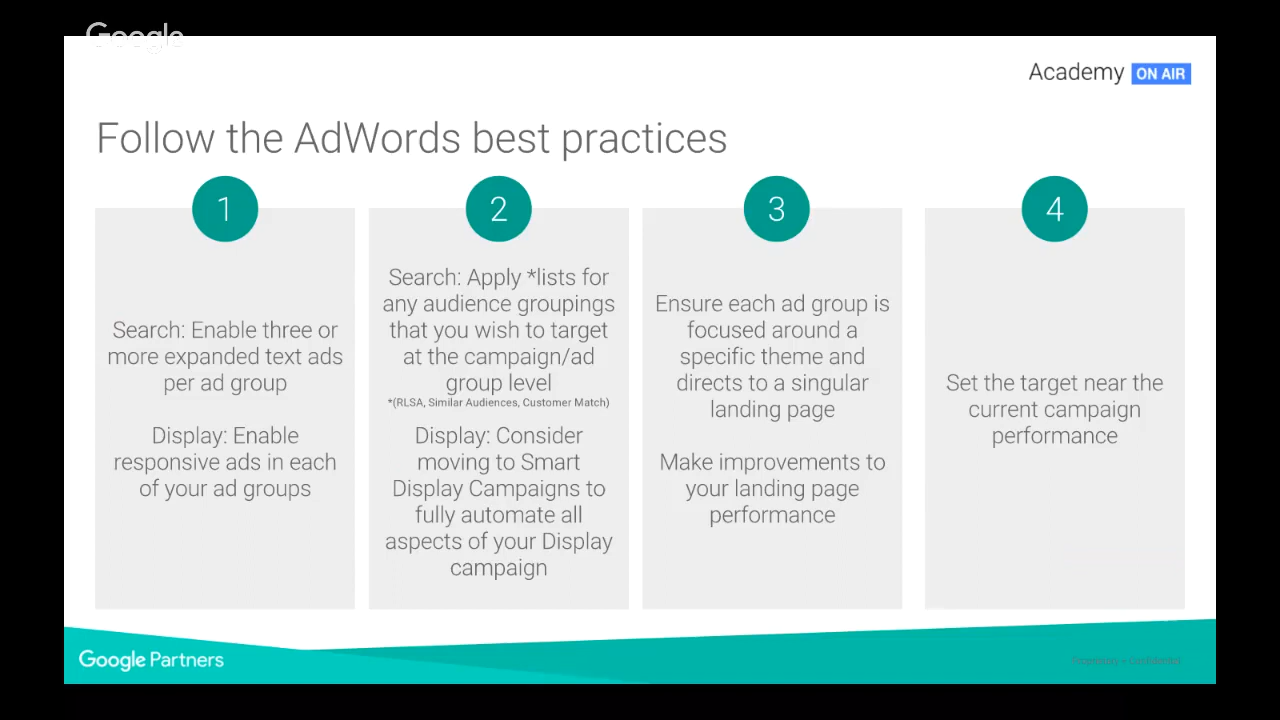 Google
Academy ON AIR
Follow the AdWords best practices
1
Search: Enable three or
more expanded text ads
per ad group
Display: Enable
responsive ads in each
of your ad groups
2
Search: Apply *lists for
any audience groupings
that you wish to target
at the campaign/ad
group level
*(RLSA, Similar Audiences, Customer Match)
Display: Consider
moving to Smart
Display Campaigns to
fully automate all
aspects of your Display
campaign
3
Ensure each ad group is
focused around a
specific theme and
directs to a singular
landing page
Make improvements to
your landing page
performance
4
Set the target near the
current campaign
performance
Google Partners